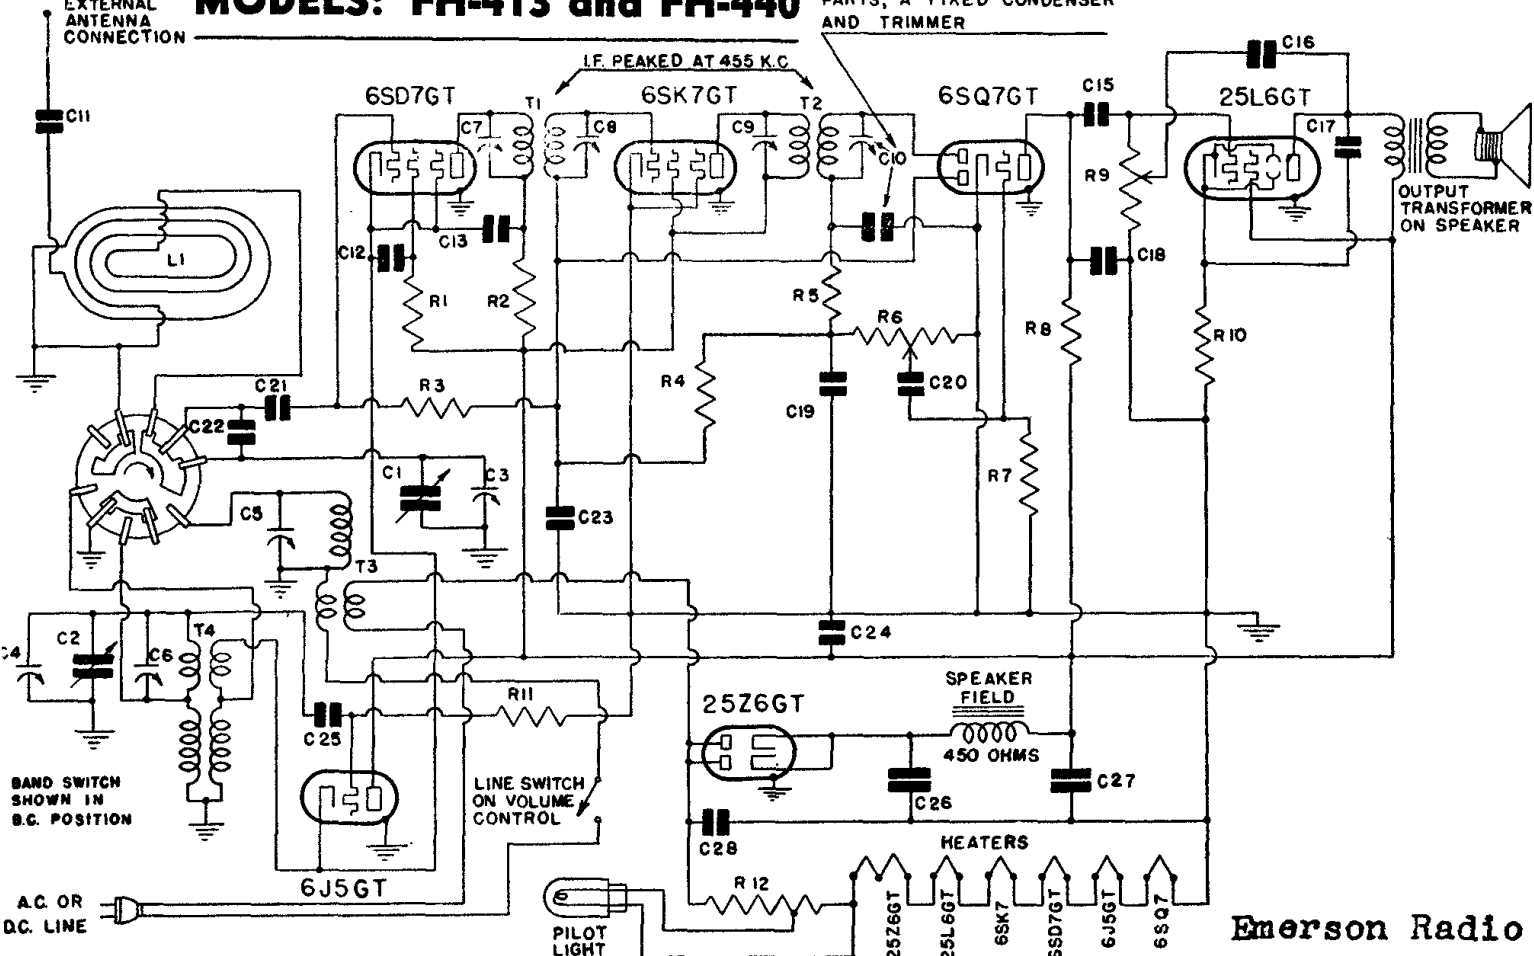 EXTERNAL
ANTENNA
CONNECTION
MODELS: FH-413 and FH-440
PARTS, A FIXED CONDENSER
AND TRIMMER
I.F. PEAKED AT 455 K.C
6SD7GT
T1
6SK7GT
T2
6SQ7GT
C15
C16
25L6GT
C17
C11
C7
C8
C9
C10
R9
OUTPUT
TRANSFORMER
ON SPEAKER
L1
C12
C13
C18
R1
R2
R5
R6
R8
R10
C21
R3
R4
C19
C20
C22
C1
C3
R7
C5
C23
T3
C4
C2
C6
T4
C24
R11
SPEAKER
FIELD
450 OHMS
25Z6GT
C25
C26
C27
BAND SWITCH
SHOWN IN
B.C. POSITION
LINE SWITCH
ON VOLUME
CONTROL
C28
HEATERS
6J5GT
R12
A.C. OR
D.C. LINE
PILOT
LIGHT
25Z6GT
25L6GT
6SK7
6SD7GT
6J5GT
6SQ7
Emerson Radio